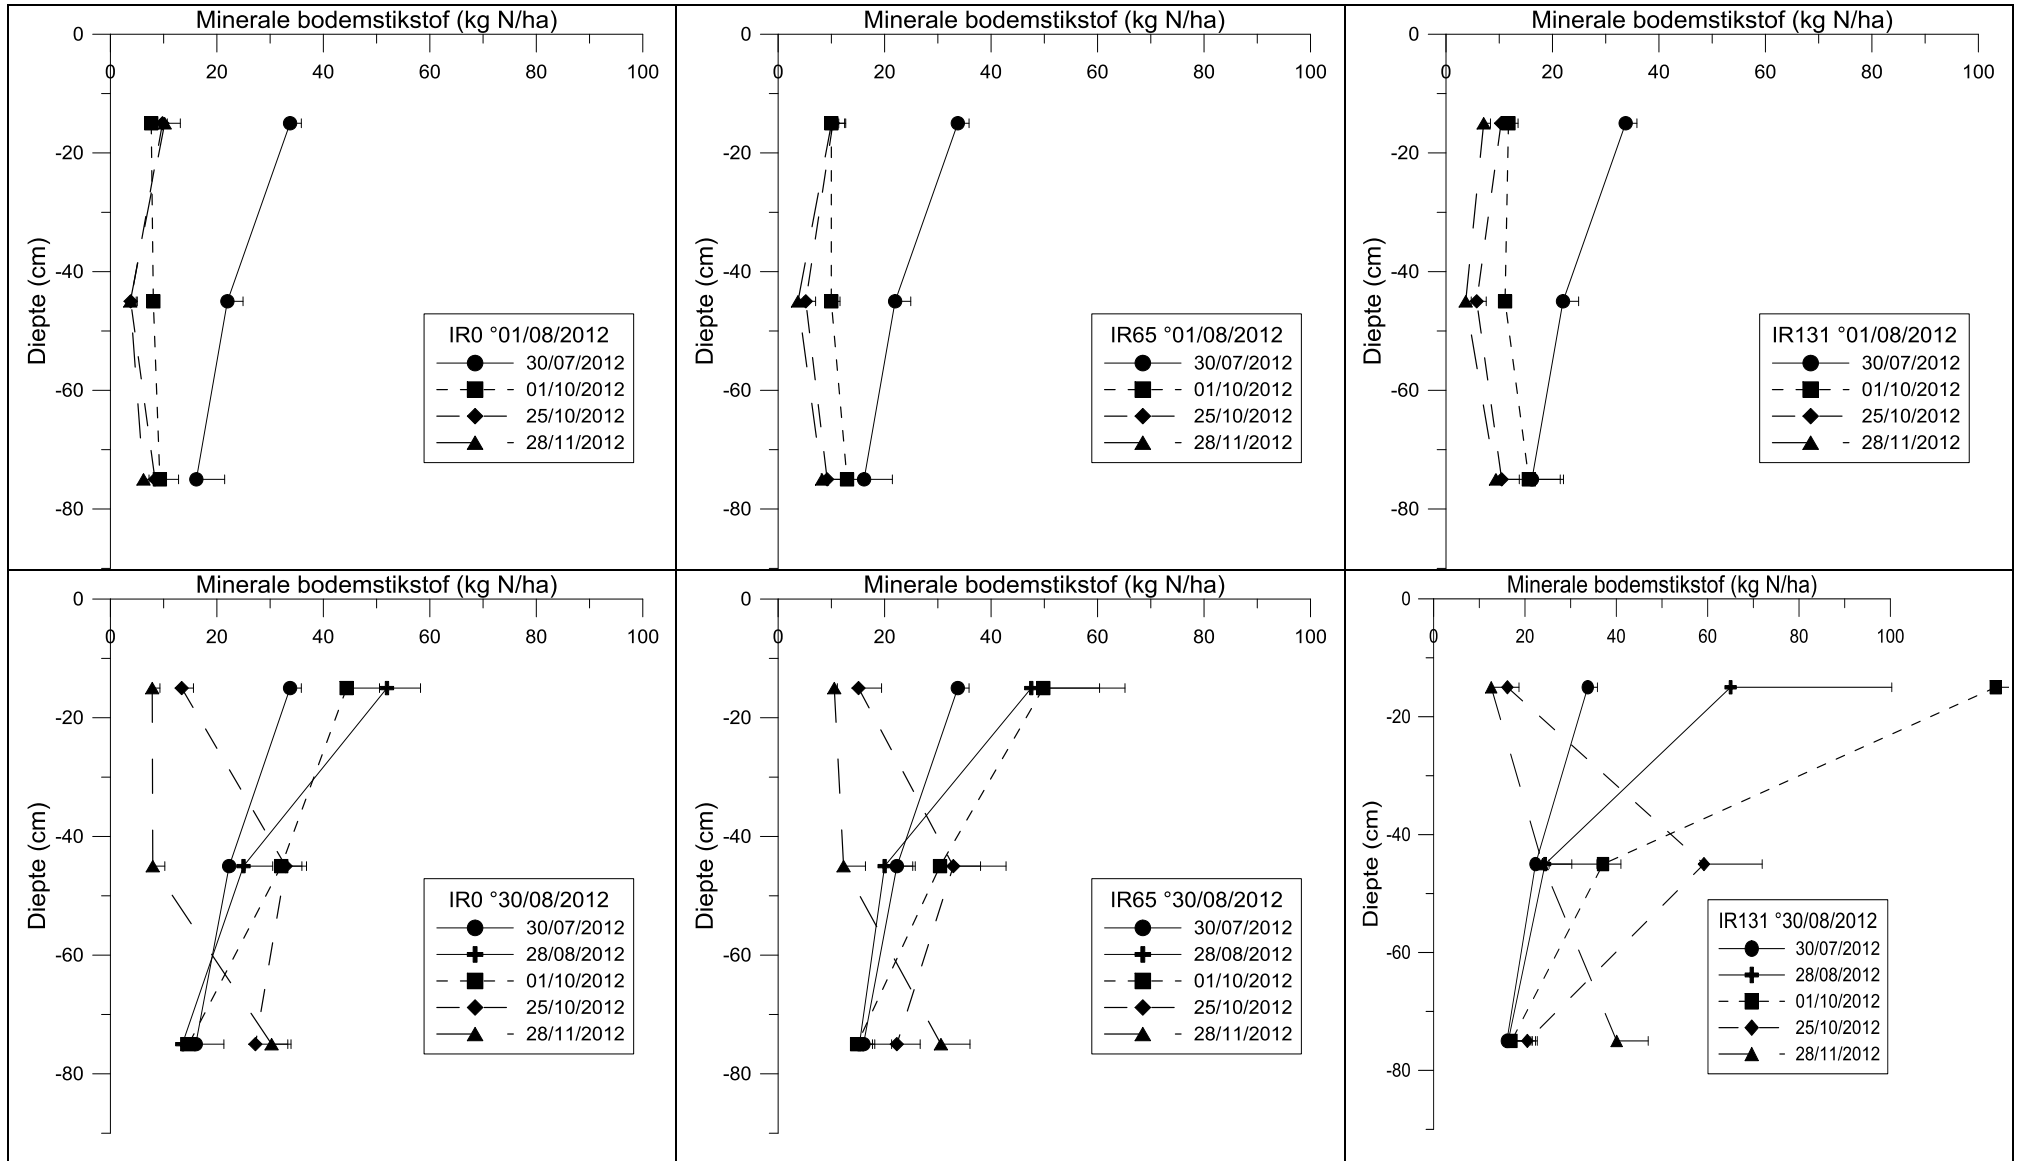 Minerale bodemstikstof (kg N/ha)
0 20 40 60 80 100
0
-20
-40
-60
-80
Diepte (cm)
IR0 °01/08/2012
30/07/2012
01/10/2012
25/10/2012
28/11/2012
Minerale bodemstikstof (kg N/ha)
0 20 40 60 80 100
0
-20
-40
-60
-80
Diepte (cm)
IR65 °01/08/2012
30/07/2012
01/10/2012
25/10/2012
28/11/2012
Minerale bodemstikstof (kg N/ha)
0 20 40 60 80 100
0
-20
-40
-60
-80
Diepte (cm)
IR131 °01/08/2012
30/07/2012
01/10/2012
25/10/2012
28/11/2012
Minerale bodemstikstof (kg N/ha)
0 20 40 60 80 100
0
-20
-40
-60
-80
Diepte (cm)
IR0 °30/08/2012
30/07/2012
28/08/2012
01/10/2012
25/10/2012
28/11/2012
Minerale bodemstikstof (kg N/ha)
0 20 40 60 80 100
0
-20
-40
-60
-80
Diepte (cm)
IR65 °30/08/2012
30/07/2012
28/08/2012
01/10/2012
25/10/2012
28/11/2012
Minerale bodemstikstof (kg N/ha)
0 20 40 60 80 100
0
-20
-40
-60
-80
Diepte (cm)
IR131 °30/08/2012
30/07/2012
28/08/2012
01/10/2012
25/10/2012
28/11/2012